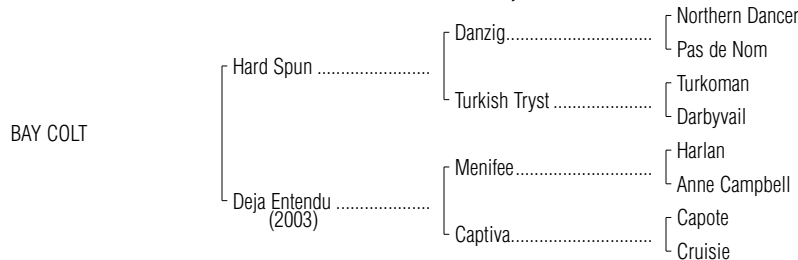 Northern Dancer
Danzig..............................
Pas de Nom
Hard Spun ........................
Turkoman
Turkish Tryst .....................
Darbyvail
BAY COLT
Harlan
Menifee.............................
Anne Campbell
Deja Entendu ....................
(2003)
Capote
Captiva..............................
Cruisie